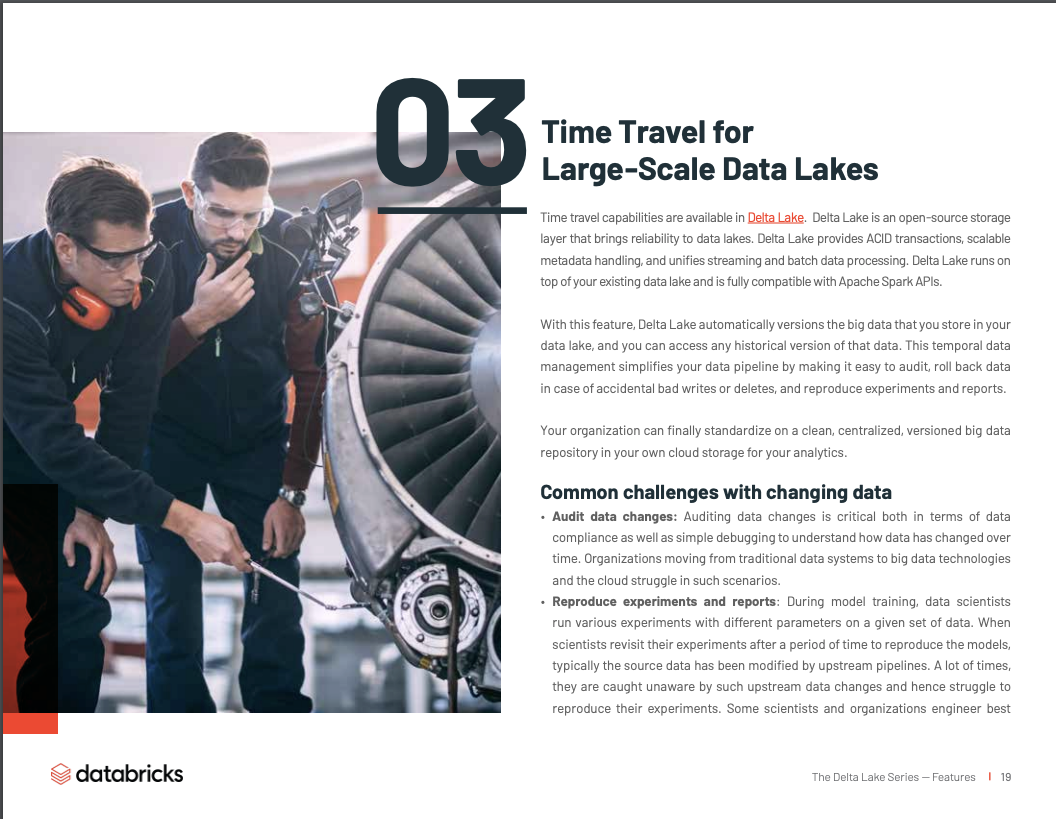 03
Time Travel for
Large-Scale Data Lakes
Time travel capabilities are available in Delta Lake. Delta Lake is an open-source storage
layer that brings reliability to data lakes. Delta Lake provides ACID transactions, scalable
metadata handling, and unifies streaming and batch data processing. Delta Lake runs on
top of your existing data lake and is fully compatible with Apache Spark APIs.
With this feature, Delta Lake automatically versions the big data that you store in your
data lake, and you can access any historical version of that data. This temporal data
management simplifies your data pipeline by making it easy to audit, roll back data
in case of accidental bad writes or deletes, and reproduce experiments and reports.
Your organization can finally standardize on a clean, centralized, versioned big data
repository in your own cloud storage for your analytics.
Common challenges with changing data
• Audit data changes: Auditing data changes is critical both in terms of data
compliance as well as simple debugging to understand how data has changed over
time. Organizations moving from traditional data systems to big data technologies
and the cloud struggle in such scenarios.
• Reproduce experiments and reports: During model training, data scientists
run various experiments with different parameters on a given set of data. When
scientists revisit their experiments after a period of time to reproduce the models,
typically the source data has been modified by upstream pipelines. A lot of times,
they are caught unaware by such upstream data changes and hence struggle to
reproduce their experiments. Some scientists and organizations engineer best
databricks
The Delta Lake Series — Features | 19